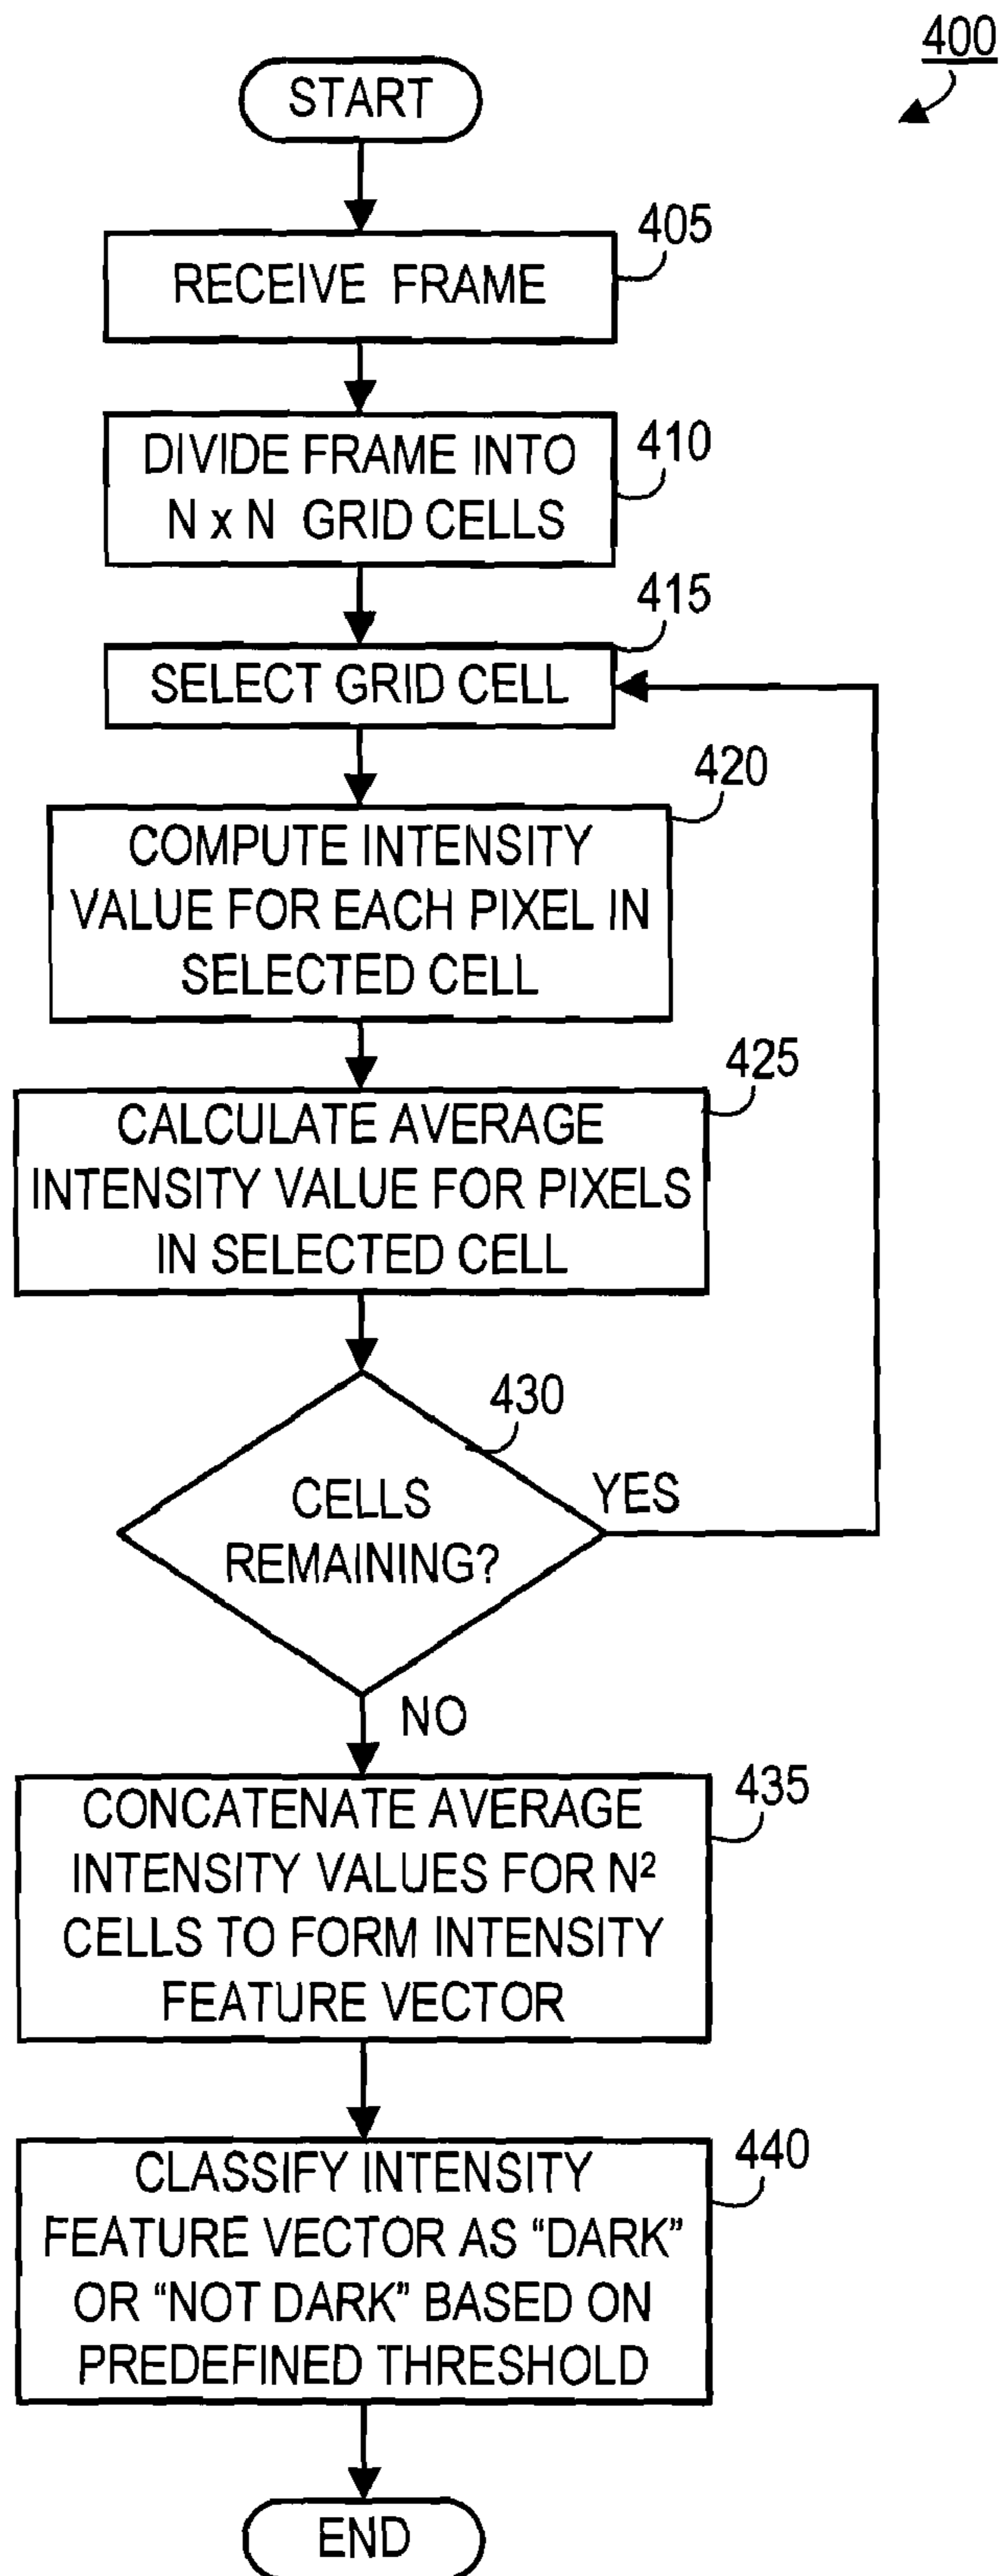 400
START
405
RECEIVE FRAME
410
DIVIDE FRAME INTO
N x N GRID CELLS
415
SELECT GRID CELL
420
COMPUTE INTENSITY
VALUE FOR EACH PIXEL IN
SELECTED CELL
425
CALCULATE AVERAGE
INTENSITY VALUE FOR PIXELS
IN SELECTED CELL
430
CELLS
REMAINING?
YES
NO
435
CONCATENATE AVERAGE
INTENSITY VALUES FOR N²
CELLS TO FORM INTENSITY
FEATURE VECTOR
440
CLASSIFY INTENSITY
FEATURE VECTOR AS “DARK”
OR “NOT DARK” BASED ON
PREDEFINED THRESHOLD
END